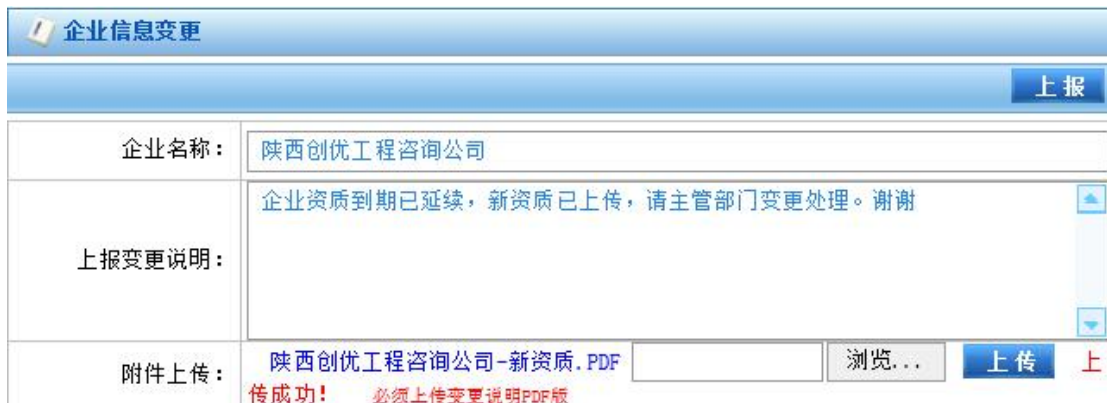 企业信息变更
上报
企业名称： 陕西创优工程咨询公司
上报变更说明： 企业资质到期已延续，新资质已上传，请主管部门变更处理。谢谢
附件上传： 陕西创优工程咨询公司-新资质.PDF 浏览... 上传 上
传成功! 必须上传变更说明PDF版